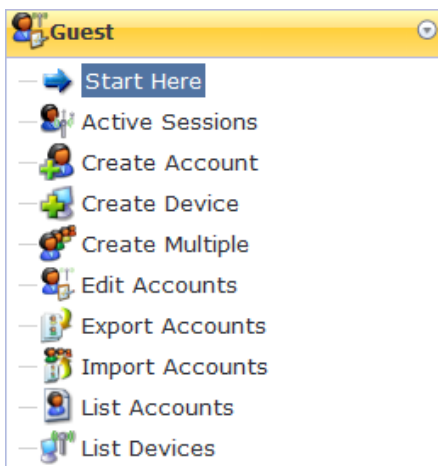 Guest
Start Here
Active Sessions
Create Account
Create Device
Create Multiple
Edit Accounts
Export Accounts
Import Accounts
List Accounts
List Devices